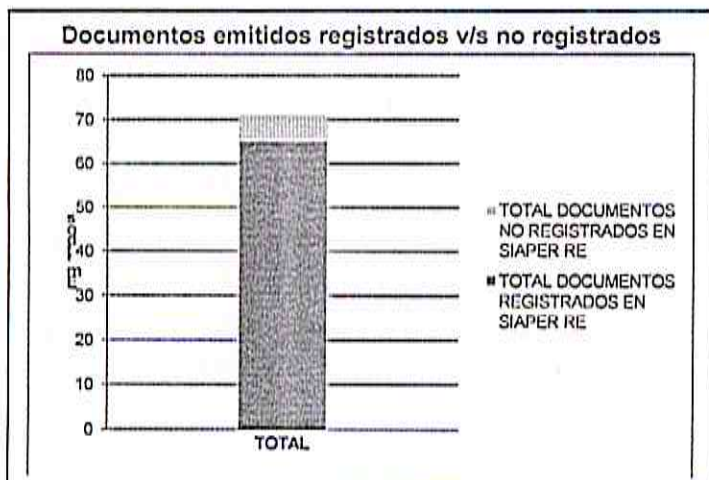 Documentos emitidos registrados v/s no registrados
80
70
60
50
40
30
20
10
0
TOTAL
TOTAL DOCUMENTOS
NO REGISTRADOS EN
SIAPER RE
TOTAL DOCUMENTOS
REGISTRADOS EN
SIAPER RE